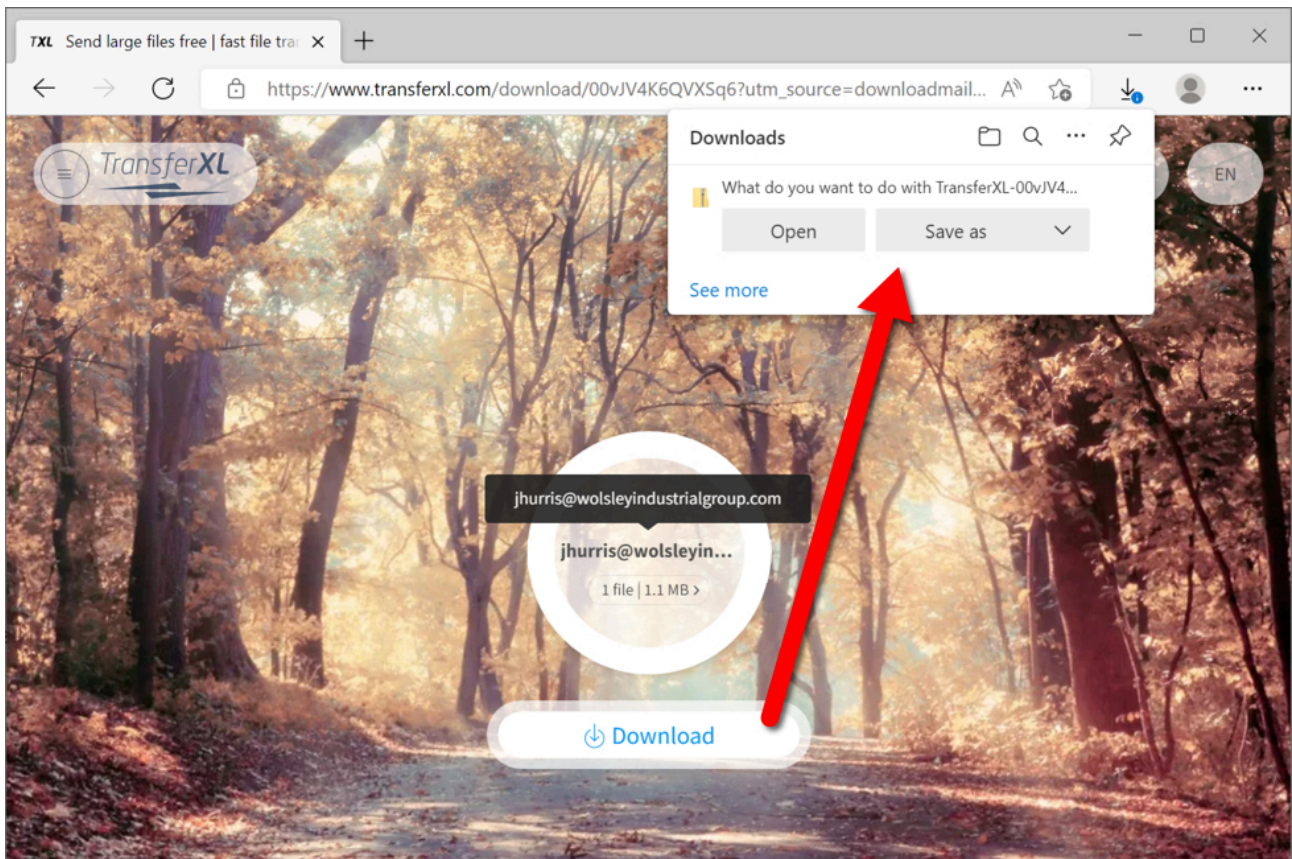 TXL Send large files free | fast file tran
https://www.transferxl.com/download/00vJV4K6QVXSq6?utm_source=downloadmail...
Downloads
TransferXL
EN
What do you want to do with TransferXL-00vJV4...
Open
Save as
See more
jhurris@wolsleyindustrialgroup.com
jhurris@wolsleyin...
1 file | 1.1 MB >
Download